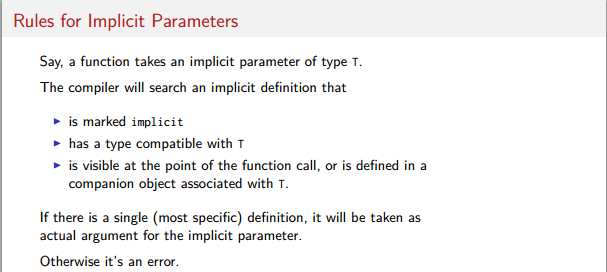 Rules for Implicit Parameters
Say, a function takes an implicit parameter of type T.
The compiler will search an implicit definition that
▶ is marked implicit
▶ has a type compatible with T
▶ is visible at the point of the function call, or is defined in a
companion object associated with T.
If there is a single (most specific) definition, it will be taken as
actual argument for the implicit parameter.
Otherwise it's an error.